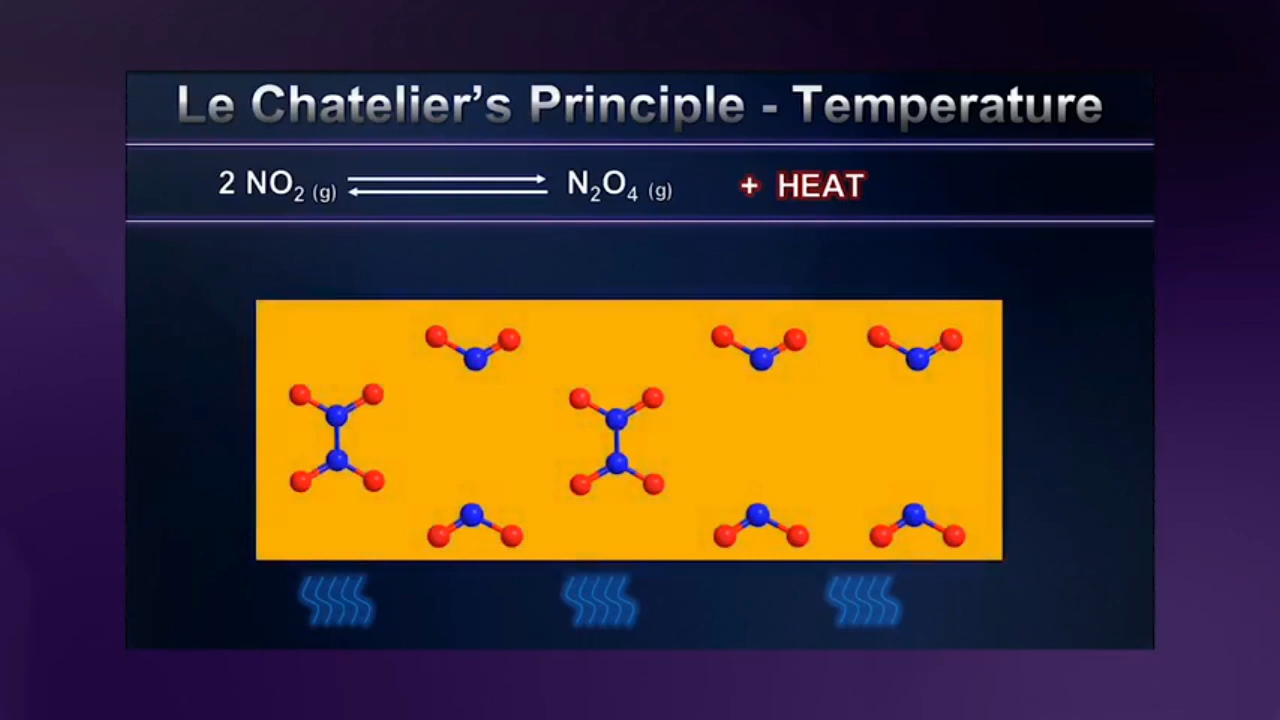 Le Chatelier's Principle - Temperature
2 NO₂ (g) ⇌ N₂O₄ (g) + HEAT